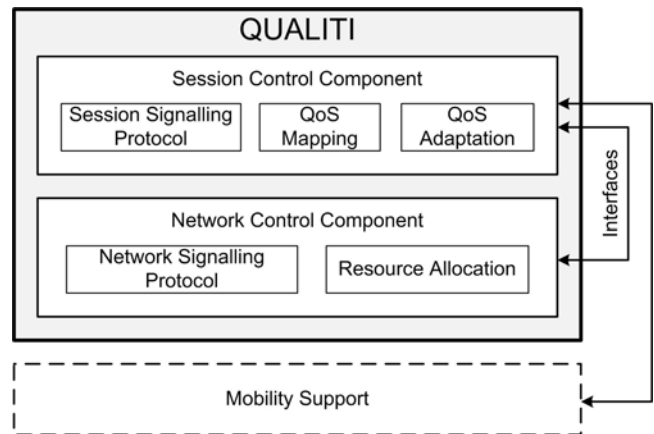 QUALITI
Session Control Component
Session Signalling
Protocol
QoS
Mapping
QoS
Adaptation
Interfaces
Network Control Component
Network Signalling
Protocol
Resource Allocation
Mobility Support